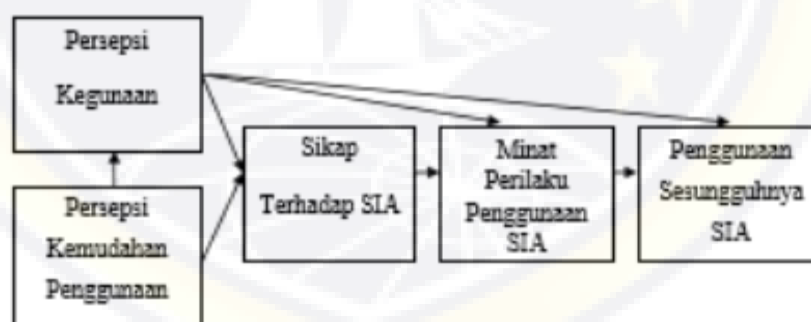 Persepsi
Kegunaan
Persepsi
Kemudahan
Penggunaan
Sikap
Terhadap SIA
Minat
Perilaku
Penggunaan
SIA
Penggunaan
Sesungguhnya
SIA